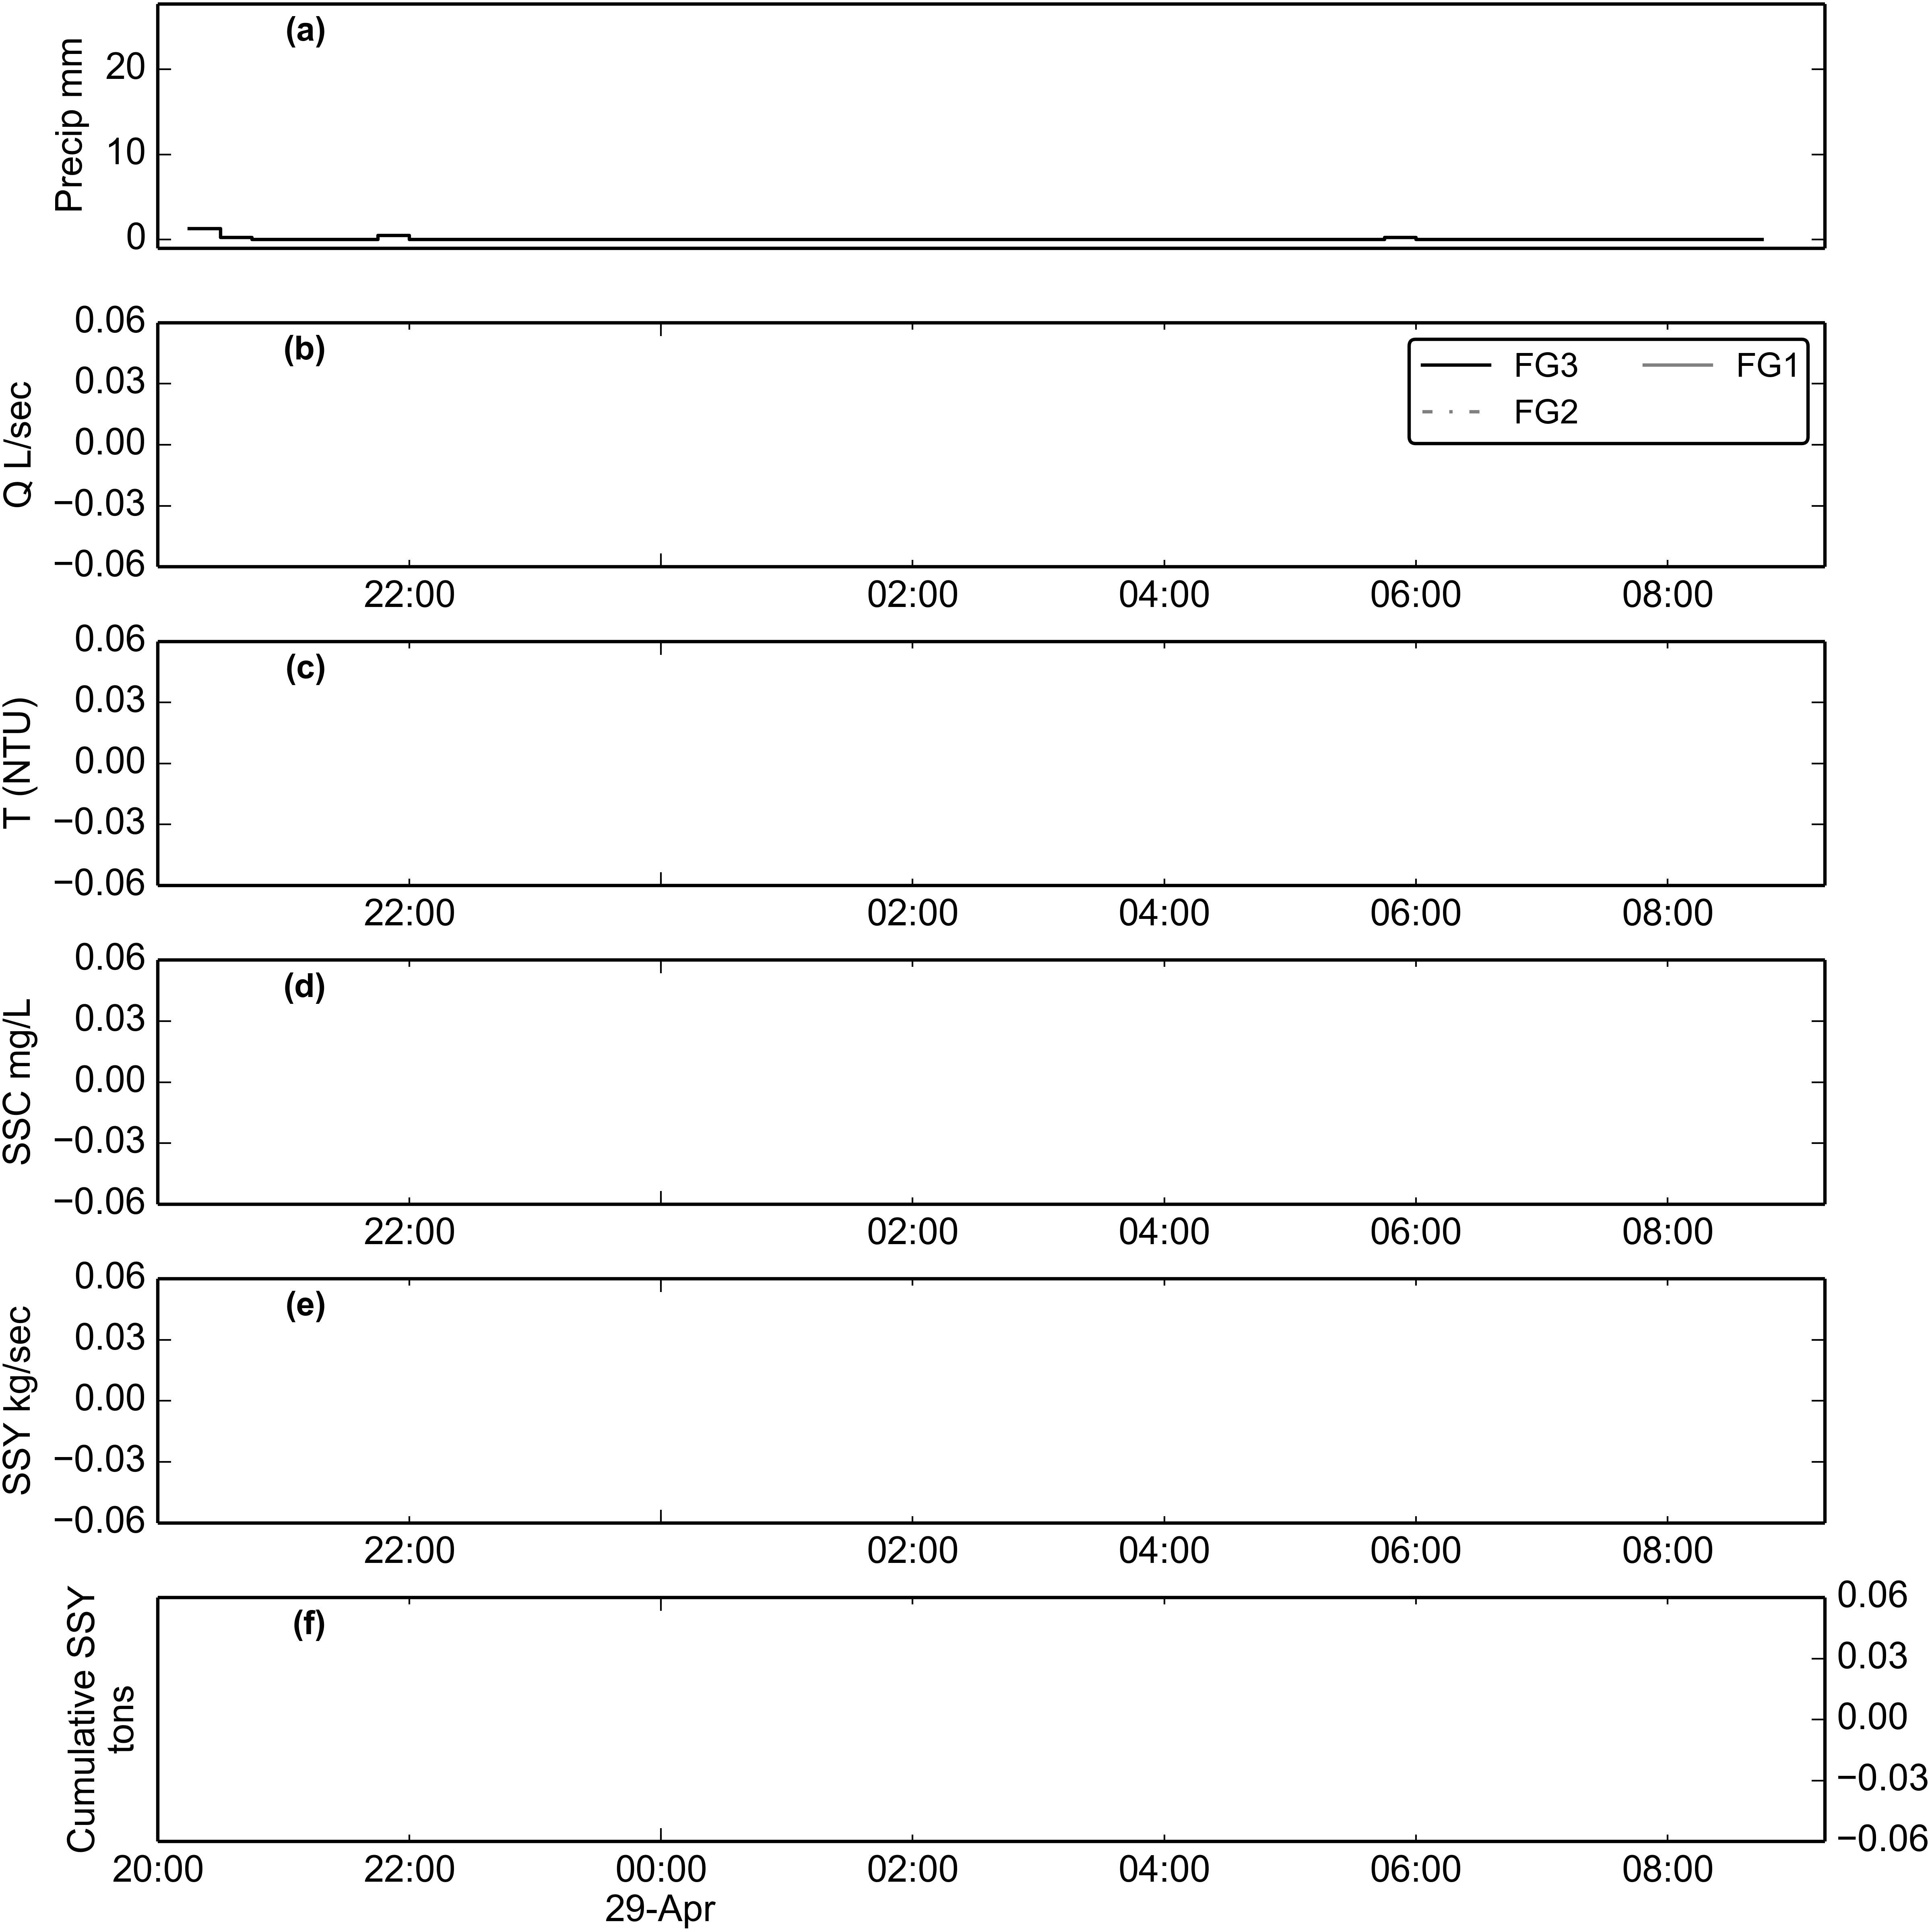 (a)
Precip mm
20
10
0
(b)
Q L/sec
0.06
0.03
0.00
−0.03
−0.06
FG3 FG1
FG2
22:00 02:00 04:00 06:00 08:00
(c)
T (NTU)
0.06
0.03
0.00
−0.03
−0.06
22:00 02:00 04:00 06:00 08:00
(d)
SSC mg/L
0.06
0.03
0.00
−0.03
−0.06
22:00 02:00 04:00 06:00 08:00
(e)
SSY kg/sec
0.06
0.03
0.00
−0.03
−0.06
22:00 02:00 04:00 06:00 08:00
(f)
Cumulative SSY
tons
0.06
0.03
0.00
−0.03
−0.06
20:00 22:00 00:00 02:00 04:00 06:00 08:00
29-Apr